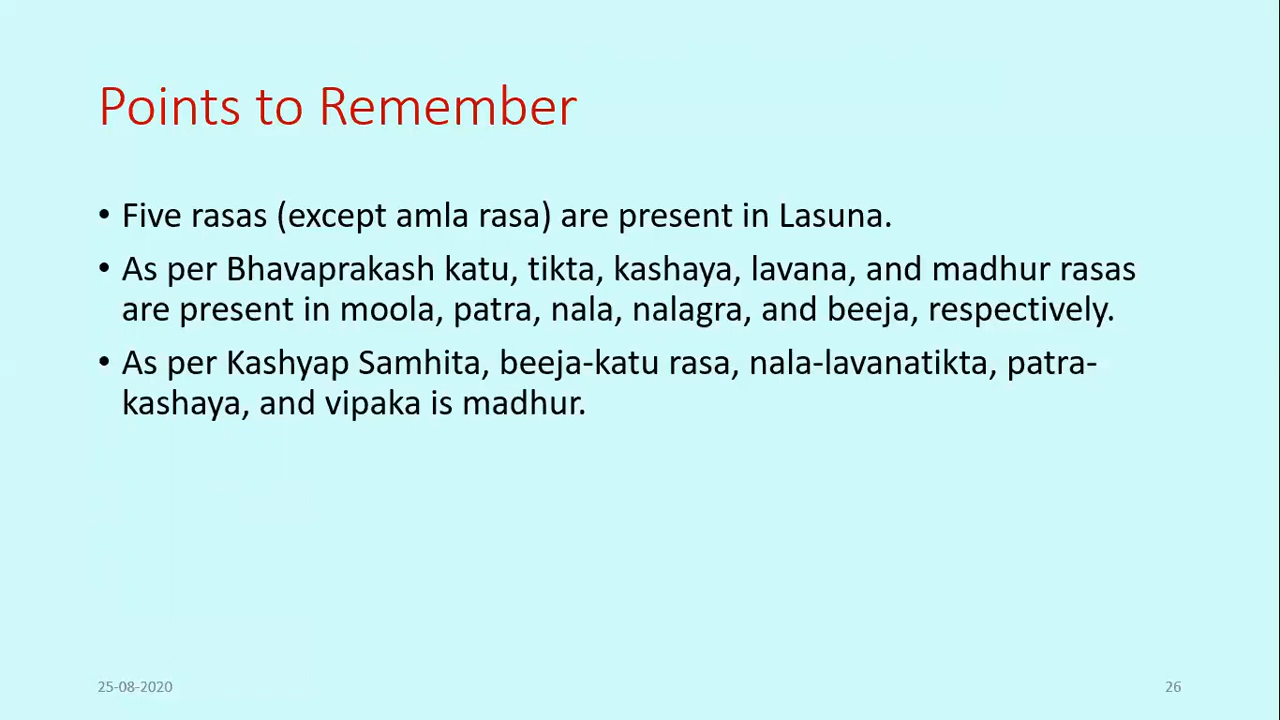 Points to Remember
• Five rasas (except amla rasa) are present in Lasuna.
• As per Bhavaprakash katu, tikta, kashaya, lavana, and madhur rasas
are present in moola, patra, nala, nalagra, and beeja, respectively.
• As per Kashyap Samhita, beeja-katu rasa, nala-lavanatikta, patra-
kashaya, and vipaka is madhur.
25-08-2020
26